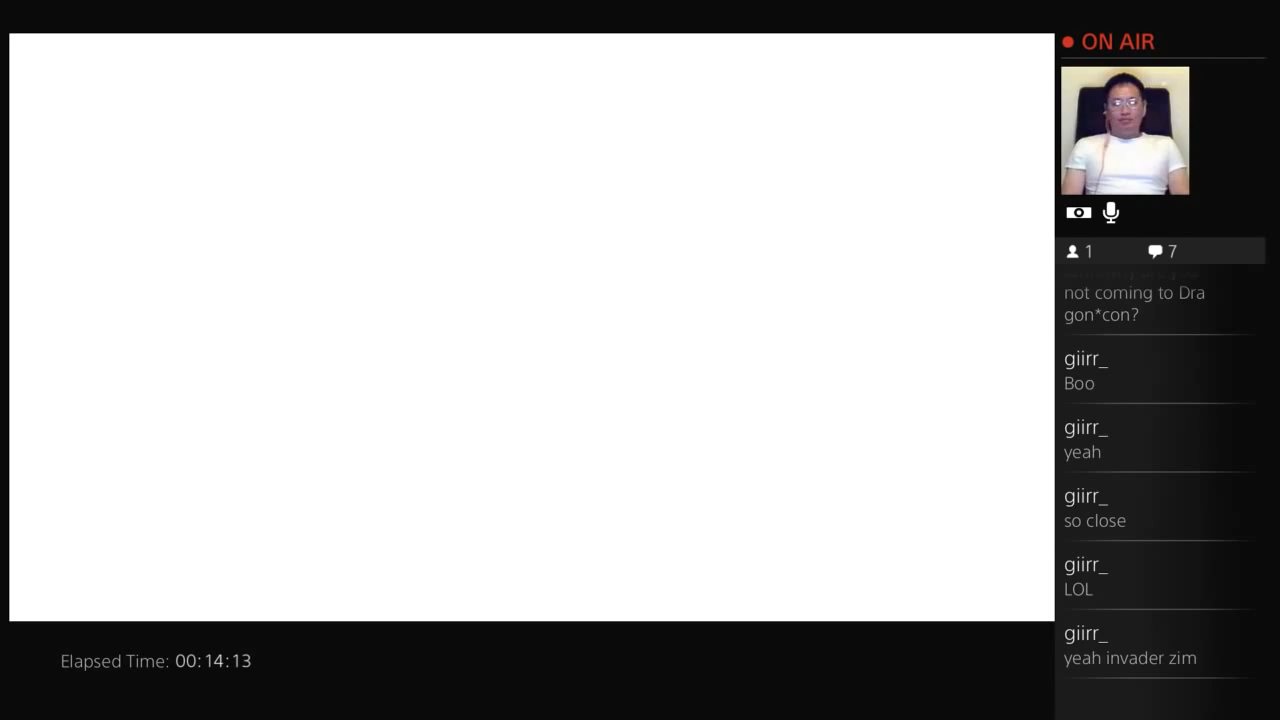 ON AIR
1 7
not coming to Dra
gon*con?
giirr_
Boo
giirr_
yeah
giirr_
so close
giirr_
LOL
giirr_
yeah invader zim
Elapsed Time: 00:14:13